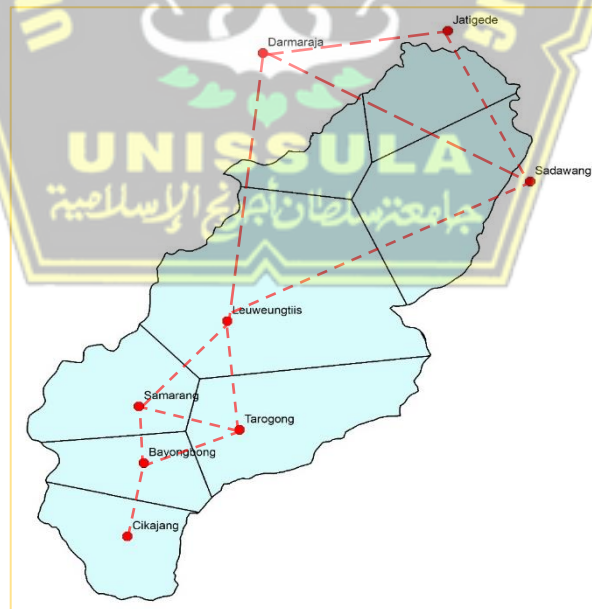 Jatigede
Darmaraja
UNISSULA
Sadawang
جامعة سلطان أجونج الإسلامية
Leuweungtiis
Samarang
Tarogong
Bayongbong
Cikajang